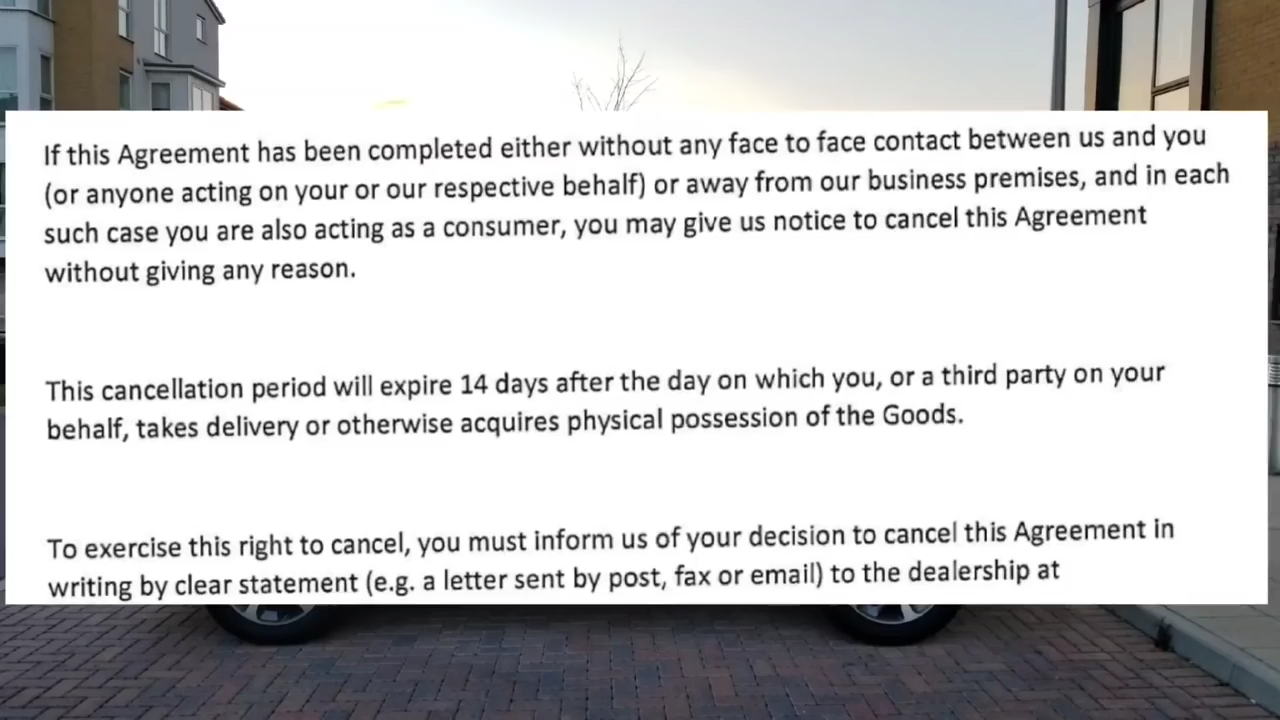 If this Agreement has been completed either without any face to face contact between us and you
(or anyone acting on your or our respective behalf) or away from our business premises, and in each
such case you are also acting as a consumer, you may give us notice to cancel this Agreement
without giving any reason.
This cancellation period will expire 14 days after the day on which you, or a third party on your
behalf, takes delivery or otherwise acquires physical possession of the Goods.
To exercise this right to cancel, you must inform us of your decision to cancel this Agreement in
writing by clear statement (e.g. a letter sent by post, fax or email) to the dealership at